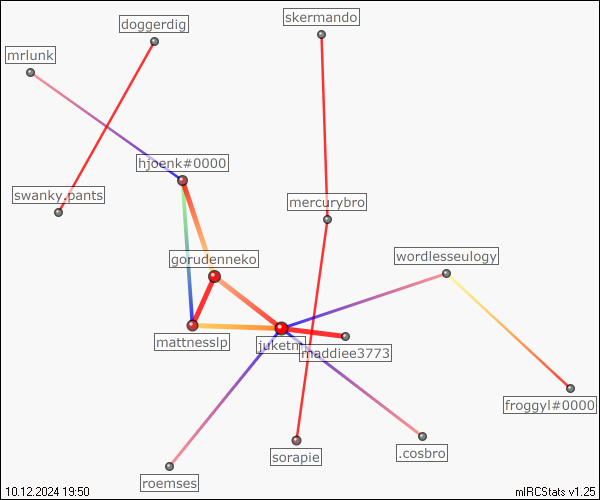 skermando
doggerdig
mrlunk
hjoenk#0000
swanky.pants
mercurybro
gorudenneko
wordlesseulogy
mattnesslp
juketm
maddiee3773
froggyl#0000
sorapie
.cosbro
roemses
10.12.2024 19:50
mIRCStats v1.25